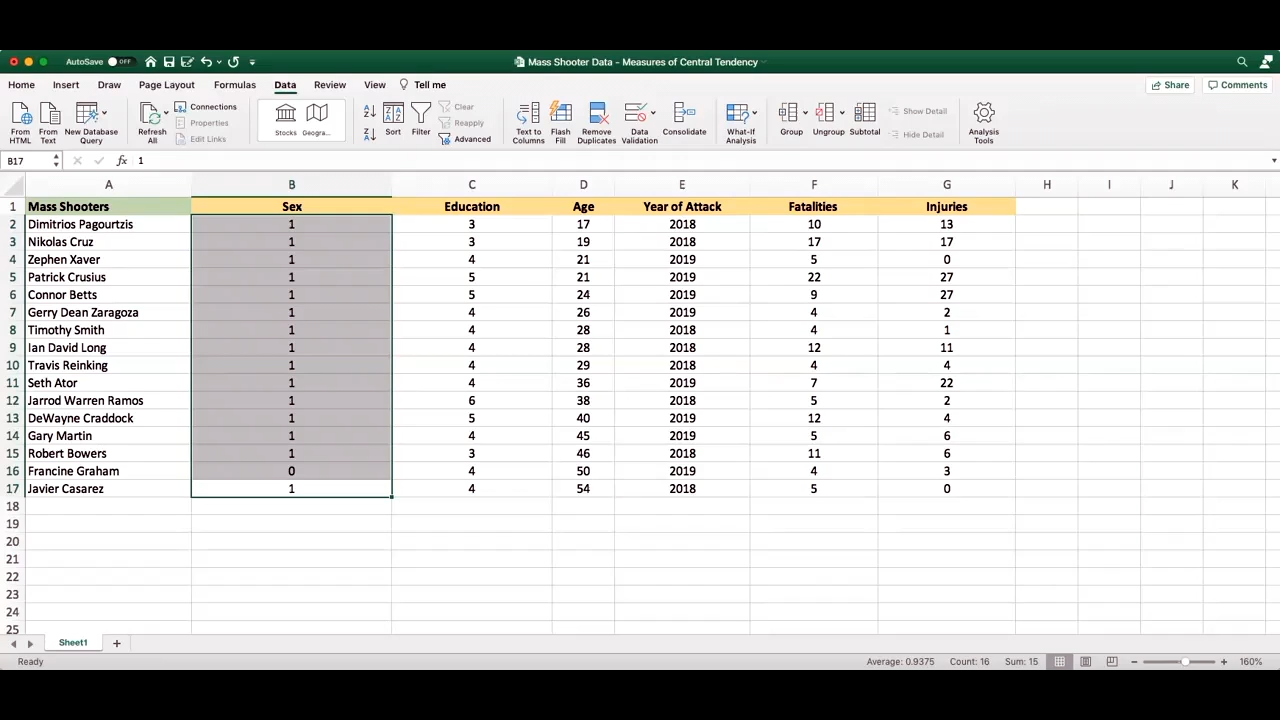 AutoSave OFF Mass Shooter Data - Measures of Central Tendency
Home Insert Draw Page Layout Formulas Data Review View Tell me Share Comments
From HTML From Text New Database Query Refresh All Connections Properties Edit Links Stocks Geogra... Sort Filter Clear Reapply Advanced Text to Columns Flash Fill Remove Duplicates Data Validation Consolidate What-If Analysis Group Ungroup Subtotal Show Detail Hide Detail Analysis Tools
B17 fx 1
A B C D E F G H I J K
1 Mass Shooters Sex Education Age Year of Attack Fatalities Injuries
2 Dimitrios Pagourtzis 1 3 17 2018 10 13
3 Nikolas Cruz 1 3 19 2018 17 17
4 Zephen Xaver 1 4 21 2019 5 0
5 Patrick Crusius 1 5 21 2019 22 27
6 Connor Betts 1 5 24 2019 9 27
7 Gerry Dean Zaragoza 1 4 26 2019 4 2
8 Timothy Smith 1 4 28 2018 4 1
9 Ian David Long 1 4 28 2018 12 11
10 Travis Reinking 1 4 29 2018 4 4
11 Seth Ator 1 4 36 2019 7 22
12 Jarrod Warren Ramos 1 6 38 2018 5 2
13 DeWayne Craddock 1 5 40 2019 12 4
14 Gary Martin 1 4 45 2019 5 6
15 Robert Bowers 1 3 46 2018 11 6
16 Francine Graham 0 4 50 2019 4 3
17 Javier Casarez 1 4 54 2018 5 0
18
19
20
21
22
23
24
25
Sheet1 +
Ready Average: 0.9375 Count: 16 Sum: 15 160%